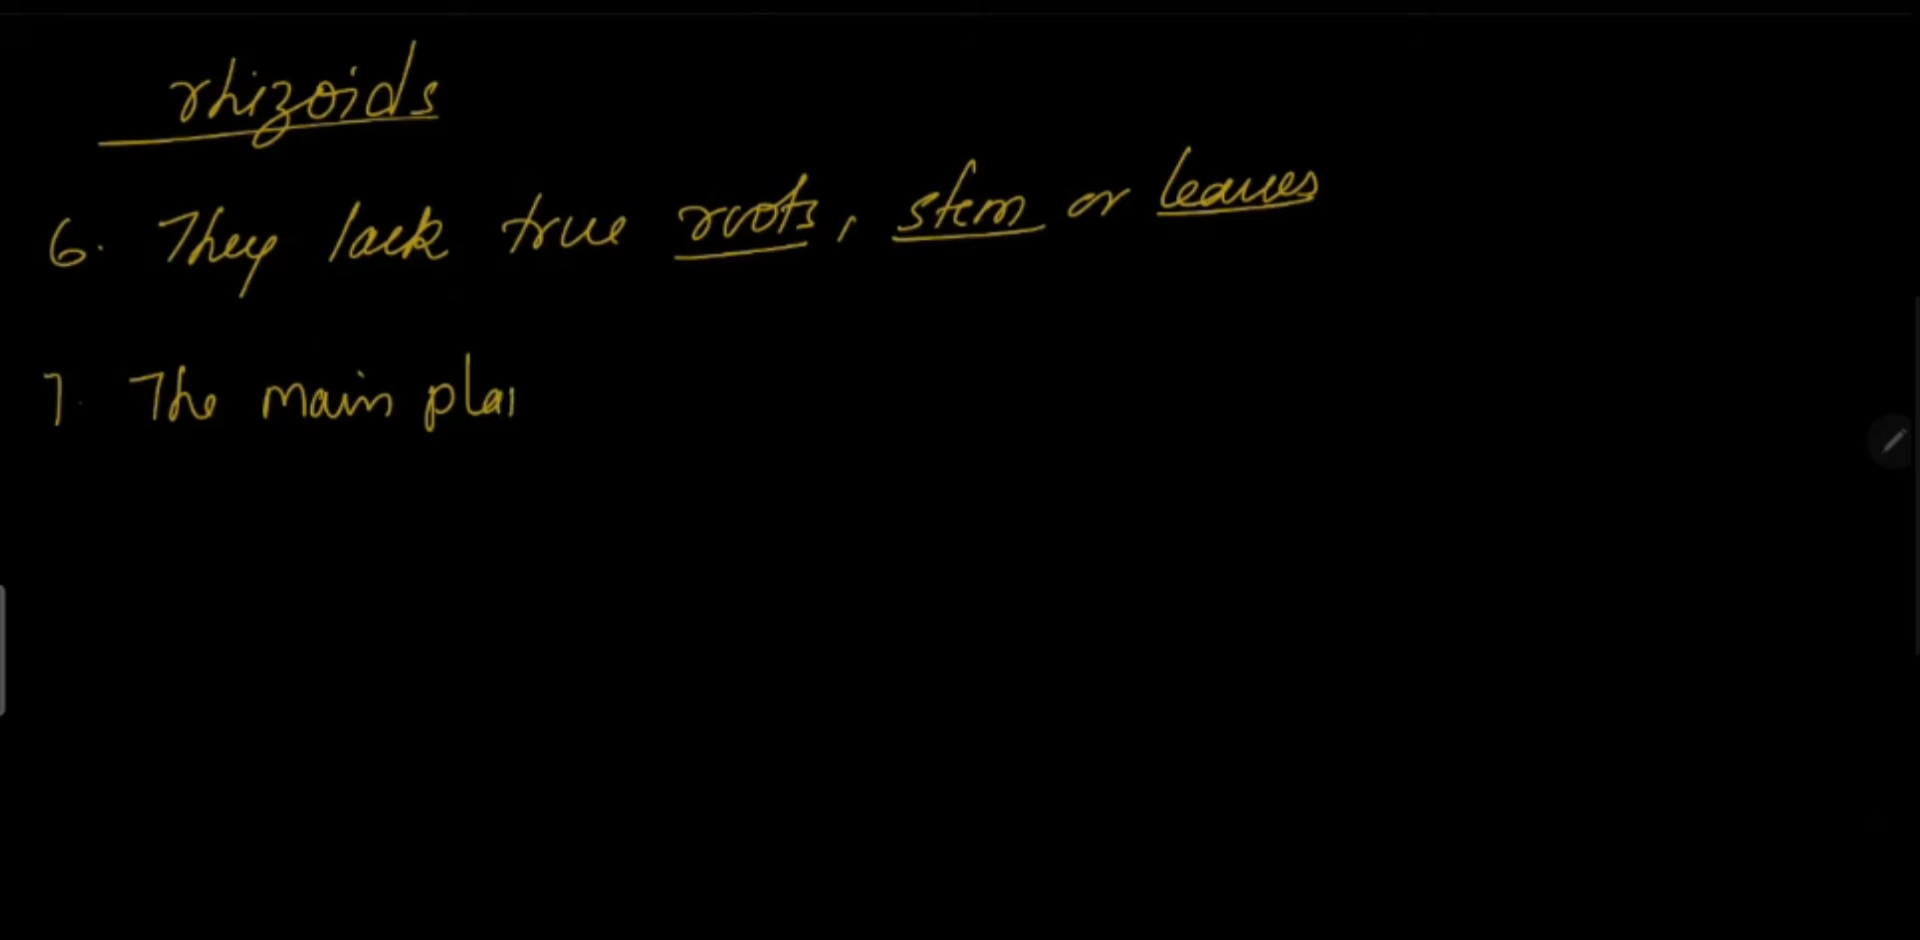 rhizoids
6. They lack true roots, stem or leaves
7. The main plai